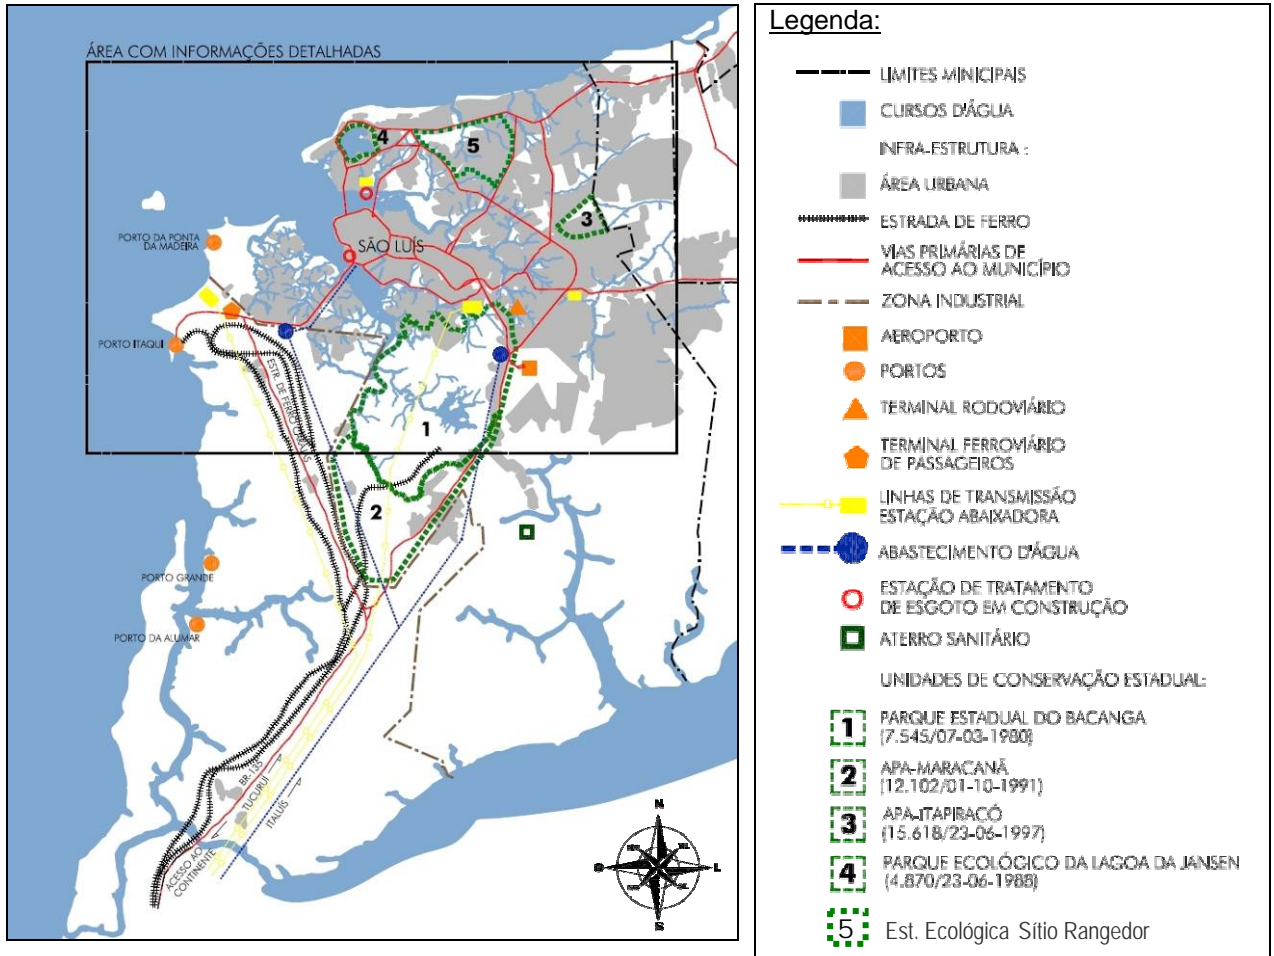 ÁREA COM INFORMAÇÕES DETALHADAS
4
5
3
PORTO DA PONTA
DA MADEIRA
SÃO LUÍS
PORTO ITAQUI
ESTR. DE FERRO CARAJÁS
1
2
PORTO GRANDE
PORTO DA ALUMAR
BR-135
TUCURUI
ITALUÍS
ACESSO AO
CONTINENTE
N
O
L
S
Legenda:
LIMITES MINICIPAIS
CURSOS D'ÁGUA
INFRA-ESTRUTURA :
ÁREA URBANA
ESTRADA DE FERRO
VIAS PRIMÁRIAS DE
ACESSO AO MUNICÍPIO
ZONA INDUSTRIAL
AEROPORTO
PORTOS
TERMINAL RODOVIÁRIO
TERMINAL FERROVIÁRIO
DE PASSAGEIROS
LINHAS DE TRANSMISSÃO
ESTAÇÃO ABAIXADORA
ABASTECIMENTO D'ÁGUA
ESTAÇÃO DE TRATAMENTO
DE ESGOTO EM CONSTRUÇÃO
ATERRO SANITÁRIO
UNIDADES DE CONSERVAÇÃO ESTADUAL:
1 PARQUE ESTADUAL DO BACANGA
(7.545/07-03-1980)
2 APA-MARACANÃ
(12.102/01-10-1991)
3 APA-ITAPIRACÓ
(15.618/23-06-1997)
4 PARQUE ECOLÓGICO DA LAGOA DA JANSEN
(4.870/23-06-1988)
5 Est. Ecológica Sítio Rangedor